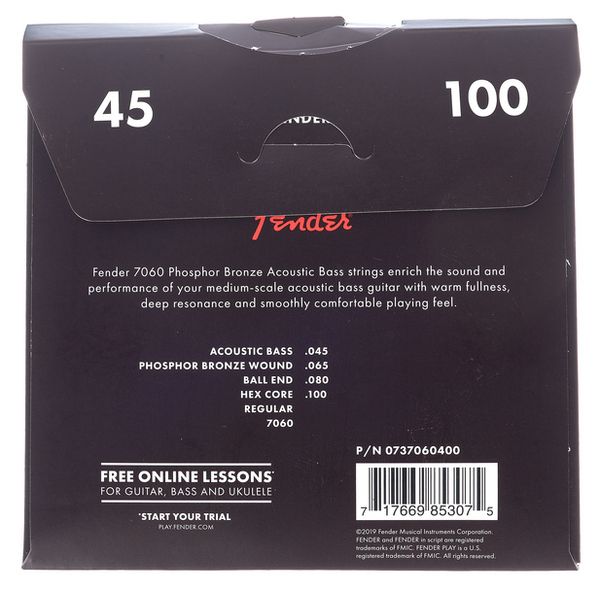 45
100
Fender
Fender 7060 Phosphor Bronze Acoustic Bass strings enrich the sound and
performance of your medium-scale acoustic bass guitar with warm fullness,
deep resonance and smoothly comfortable playing feel.
ACOUSTIC BASS .045
PHOSPHOR BRONZE WOUND .065
BALL END .080
HEX CORE .100
REGULAR
7060
P/N 0737060400
FREE ONLINE LESSONS*
FOR GUITAR, BASS AND UKULELE
*START YOUR TRIAL
PLAY.FENDER.COM
7 17669 85307 5
©2019 Fender Musical Instruments Corporation.
FENDER and FENDER in script are registered
trademarks of FMIC. FENDER PLAY is a U.S.
registered trademark of FMIC. All rights reserved.